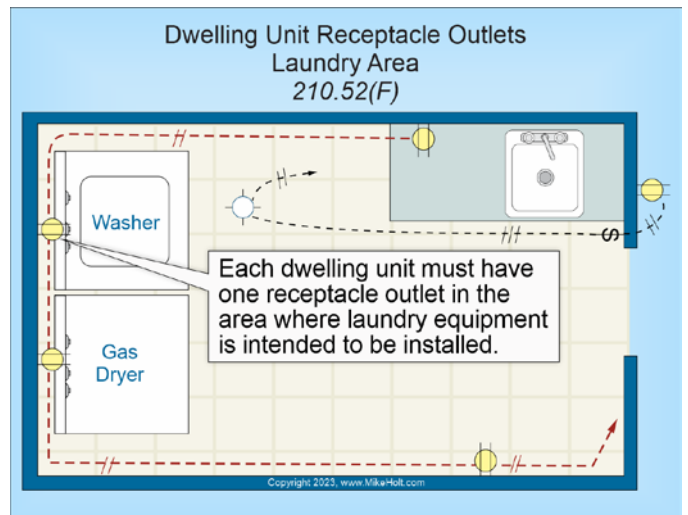 Dwelling Unit Receptacle Outlets
Laundry Area
210.52(F)
Washer
Each dwelling unit must have
one receptacle outlet in the
area where laundry equipment
is intended to be installed.
Gas
Dryer
S
Copyright 2023, www.MikeHolt.com